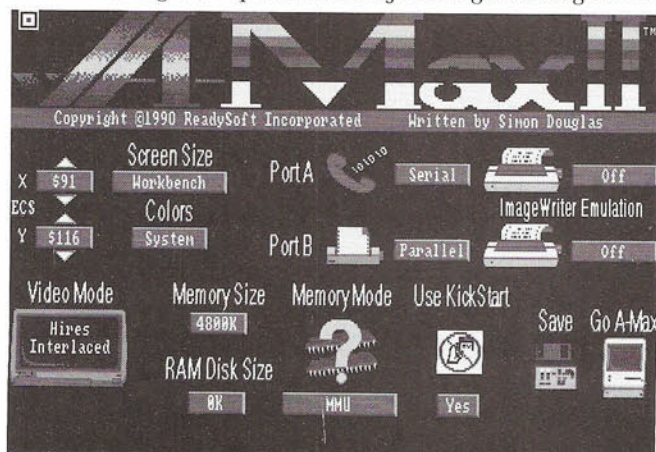 A-Max II
TM
Copyright ©1990 ReadySoft Incorporated Written by Simon Douglas
Screen Size
X $91 Workbench
ECS
Colors
Y $116 System
Port A
101010
Serial
Off
ImageWriter Emulation
Port B
Parallel
Off
Video Mode
Hires
Interlaced
Memory Size
4800K
RAM Disk Size
0K
Memory Mode
?
MMU
Use KickStart
Yes
Save
Go A-Max